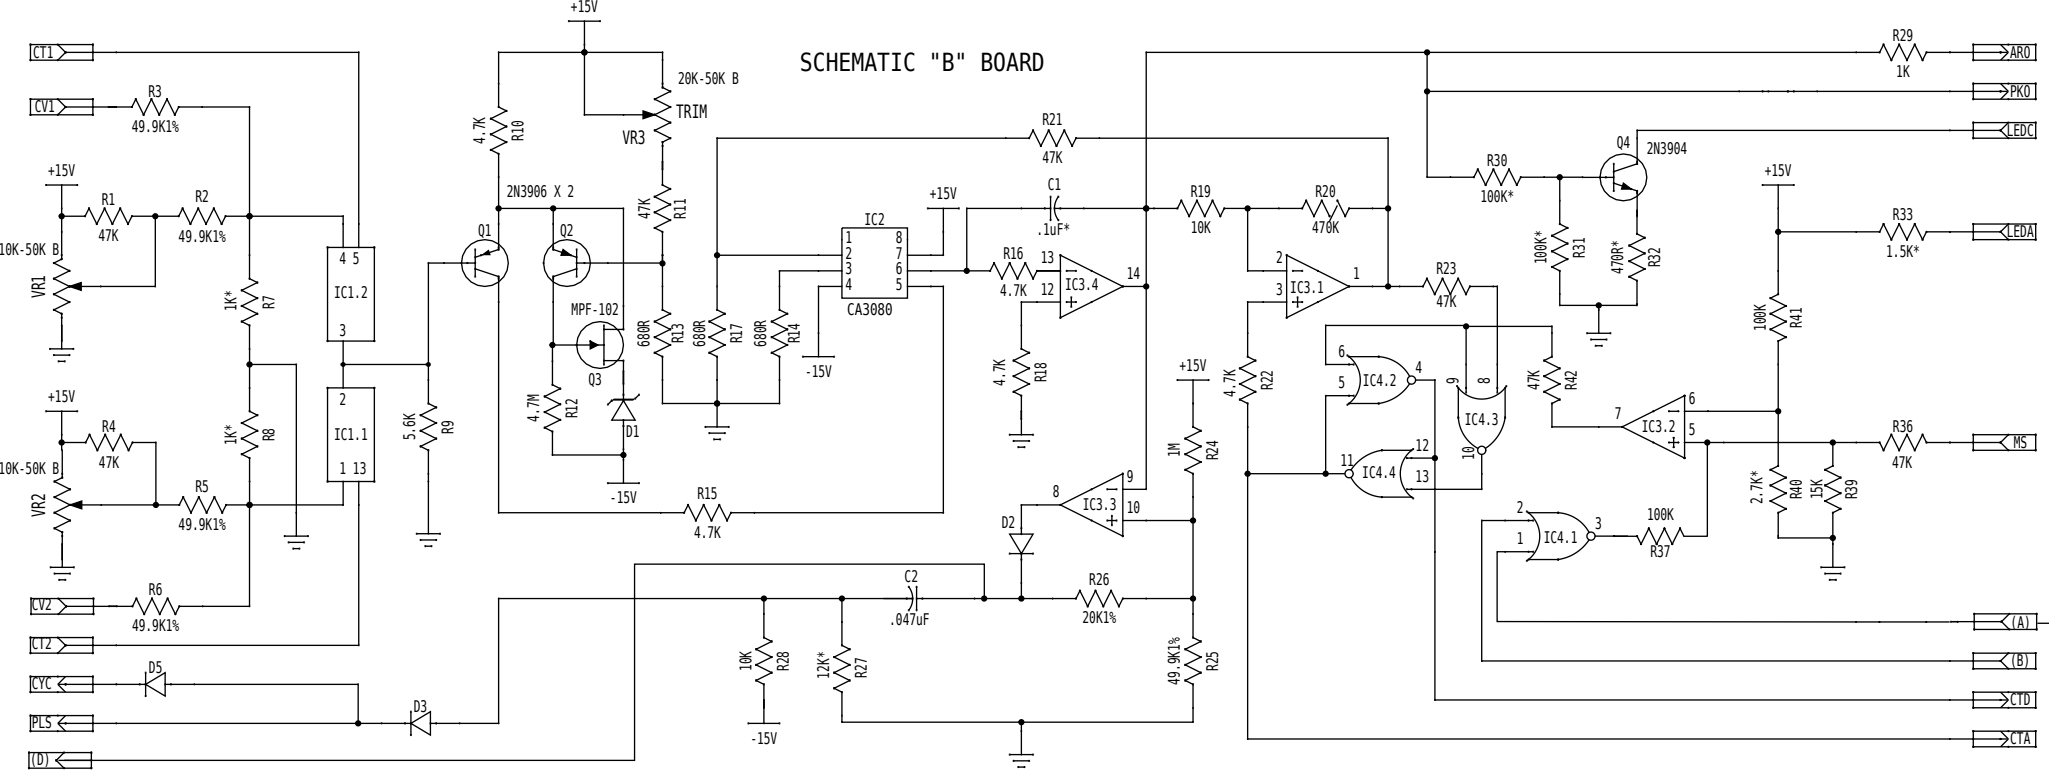 SCHEMATIC "B" BOARD
+15V
CT1
CV1
R3
49.9K1%
+15V
R1
47K
R2
49.9K1%
10K-50K B
VR1
1K*
R7
4 5
IC1.2
3
+15V
R4
47K
10K-50K B
VR2
R5
49.9K1%
1K*
R8
2
IC1.1
1 13
5.6K
R9
CV2
R6
49.9K1%
CT2
CYC
D5
PLS
D3
(D)
4.7K
R10
20K-50K B
TRIM
VR3
2N3906 X 2
47K
R11
Q1
Q2
MPF-102
Q3
680R
R13
4.7M
R12
D1
-15V
R15
4.7K
R21
47K
680R
R17
680R
R14
IC2
1
2
3
4
8
7
6
5
CA3080
-15V
+15V
C1
.1uF*
R16
4.7K
13
12
IC3.4
14
4.7K
R18
R19
10K
R20
470K
2
3
IC3.1
1
R23
47K
4.7K
R22
+15V
1M
R24
8
9
10
IC3.3
D2
C2
.047uF
R26
20K1%
10K
R28
-15V
12K*
R27
49.9K1%
R25
6
5
IC4.2
4
9
8
IC4.3
10
11
IC4.4
12
13
47K
R42
7
IC3.2
6
5
2
1
IC4.1
3
100K
R37
R30
100K*
Q4
2N3904
100K*
R31
470R*
R32
+15V
R33
1.5K*
100K
R41
R36
47K
2.7K*
R40
15K
R39
R29
1K
ARO
PKO
LEDC
LEDA
MS
(A)
(B)
CTD
CTA